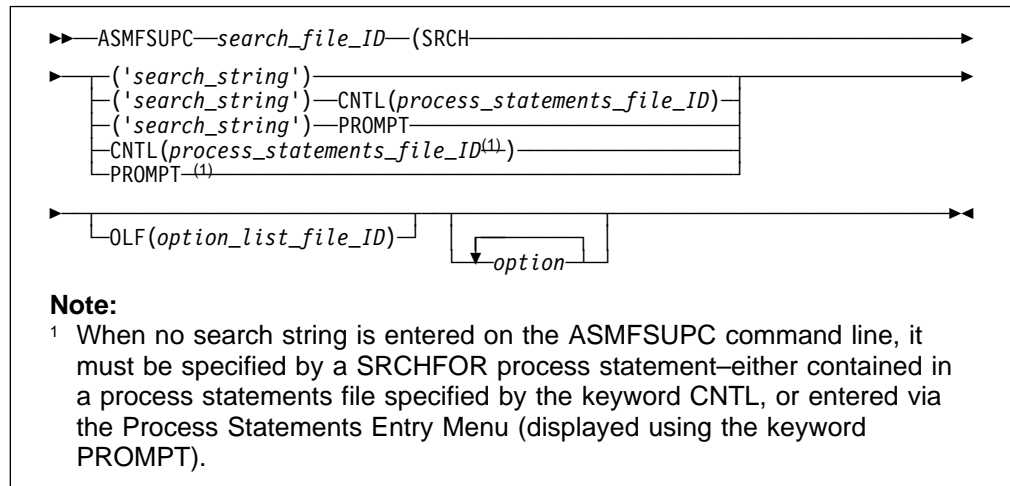 ASMFSUPC search_file_ID (SRCH
('search_string')
('search_string') CNTL(process_statements_file_ID)
('search_string') PROMPT
CNTL(process_statements_file_ID(1) )
PROMPT (1)
OLF(option_list_file_ID) option
Note:
1 When no search string is entered on the ASMFSUPC command line, it
must be specified by a SRCHFOR process statement–either contained in
a process statements file specified by the keyword CNTL, or entered via
the Process Statements Entry Menu (displayed using the keyword
PROMPT).